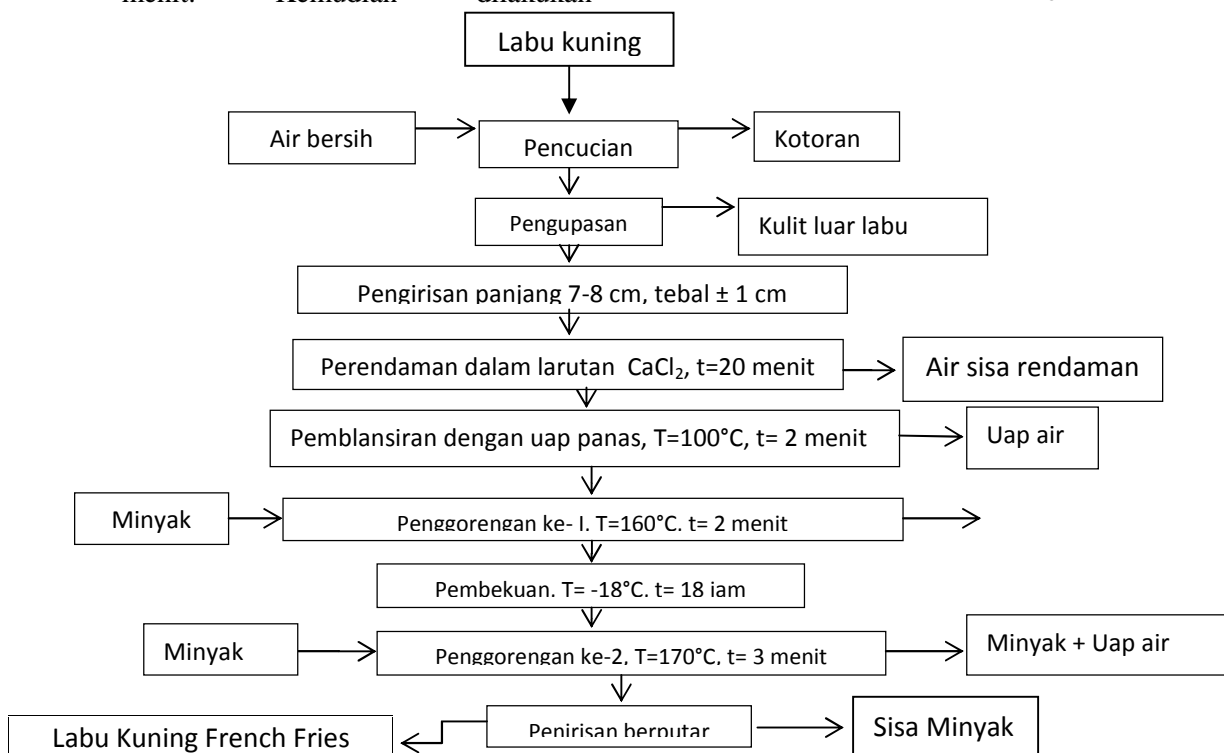 menit. Kemudian dilakukan
Labu kuning
Air bersih
Pencucian
Kotoran
Pengupasan
Kulit luar labu
Pengirisan panjang 7-8 cm, tebal ± 1 cm
Perendaman dalam larutan CaCl₂, t=20 menit
Air sisa rendaman
Pemblansiran dengan uap panas, T=100°C, t= 2 menit
Uap air
Minyak
Penggorengan ke- I. T=160°C. t= 2 menit
Pembekuan. T= -18°C. t= 18 jam
Minyak
Penggorengan ke-2, T=170°C, t= 3 menit
Minyak + Uap air
Penirisan berputar
Sisa Minyak
Labu Kuning French Fries